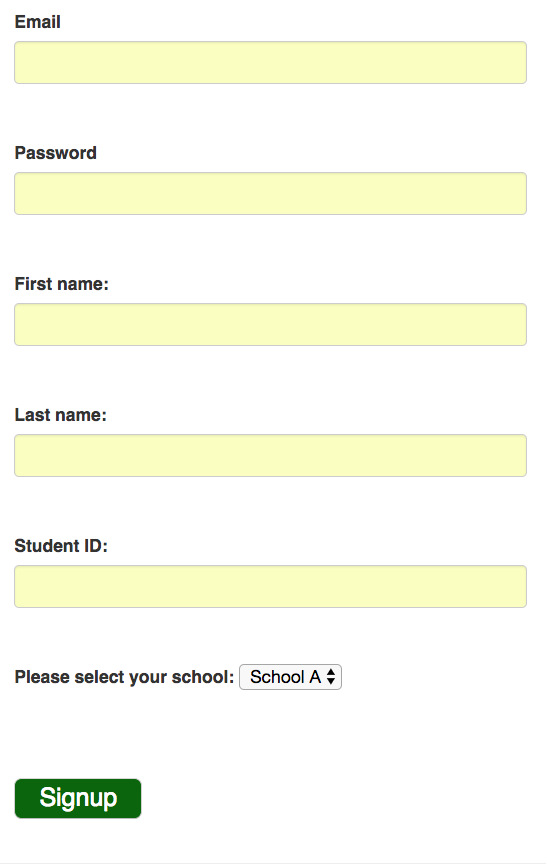 Email
Password
First name:
Last name:
Student ID:
Please select your school: School A
Signup